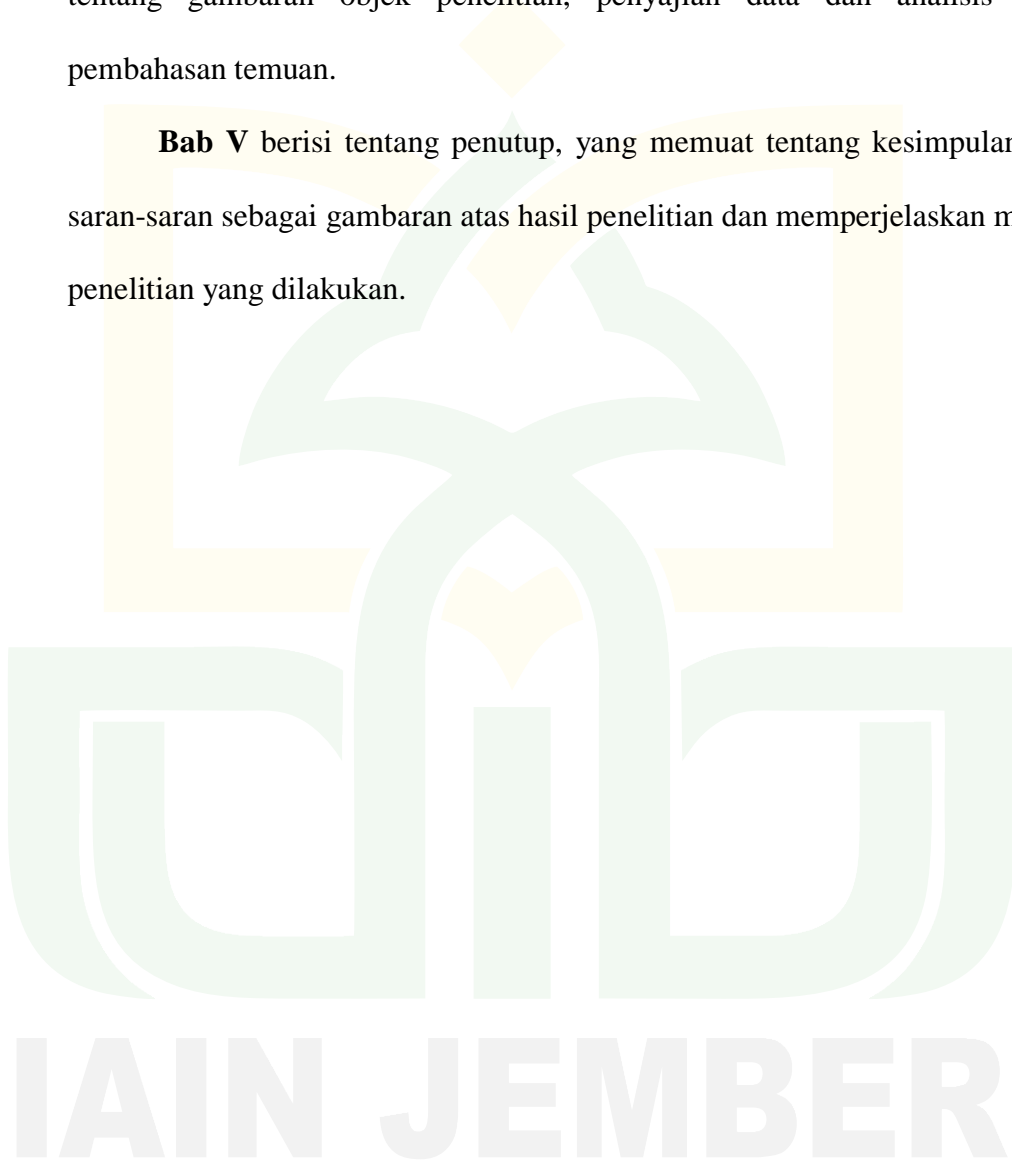 tentang gambaran objek penelitian, penyajian data dan analisis
pembahasan temuan.
Bab V berisi tentang penutup, yang memuat tentang kesimpulan
saran-saran sebagai gambaran atas hasil penelitian dan memperjelaskan
penelitian yang dilakukan.
IAIN JEMBER